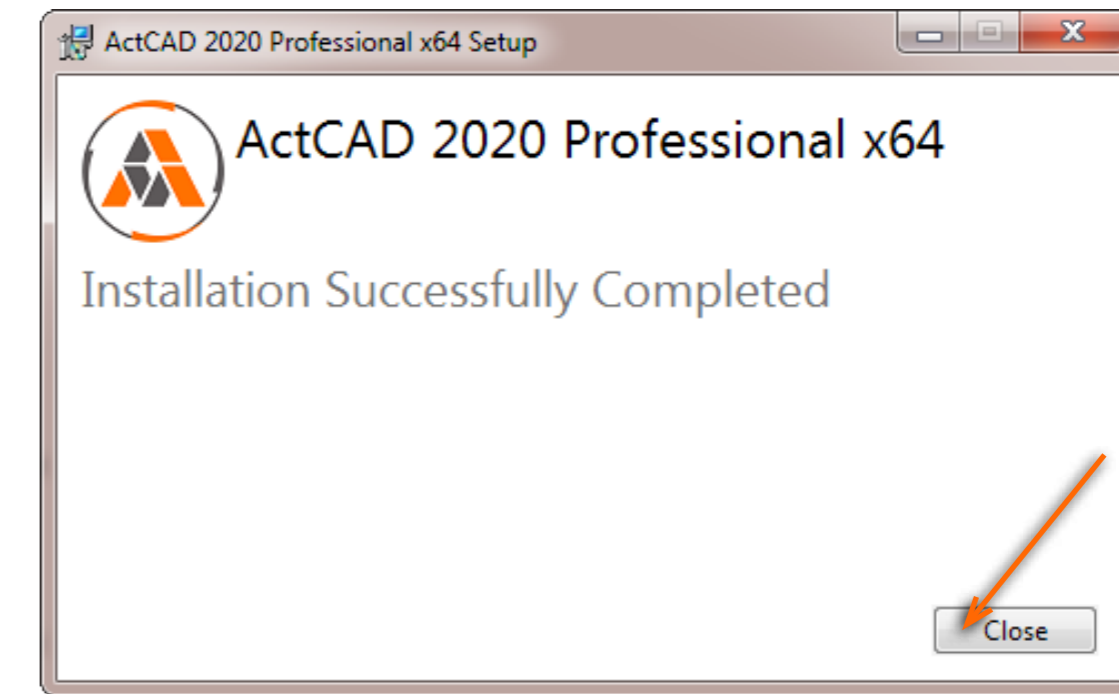 ActCAD 2020 Professional x64 Setup
ActCAD 2020 Professional x64
Installation Successfully Completed
Close